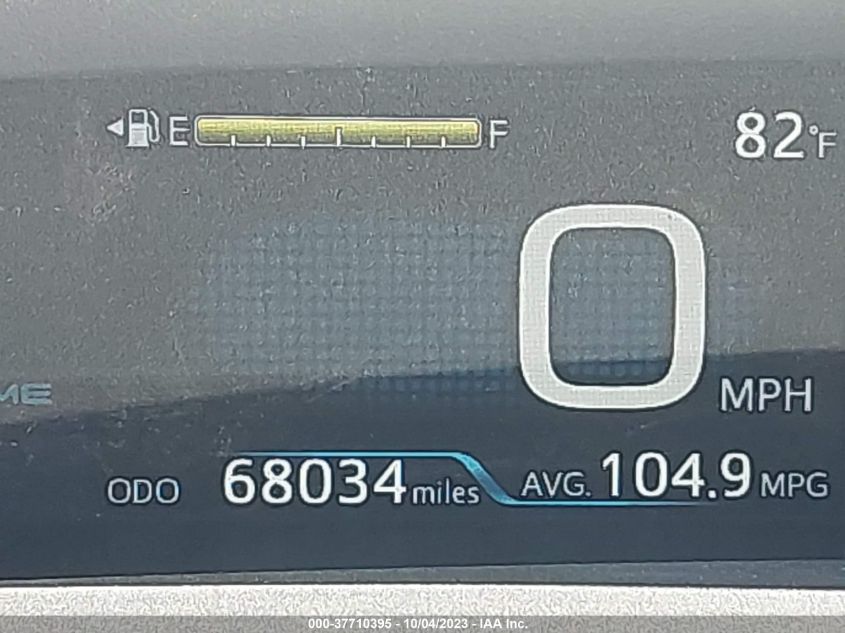 E F 82°F
0 MPH
ME
ODO 68034 miles AVG. 104.9 MPG
000-37710395 - 10/04/2023 - IAA Inc.